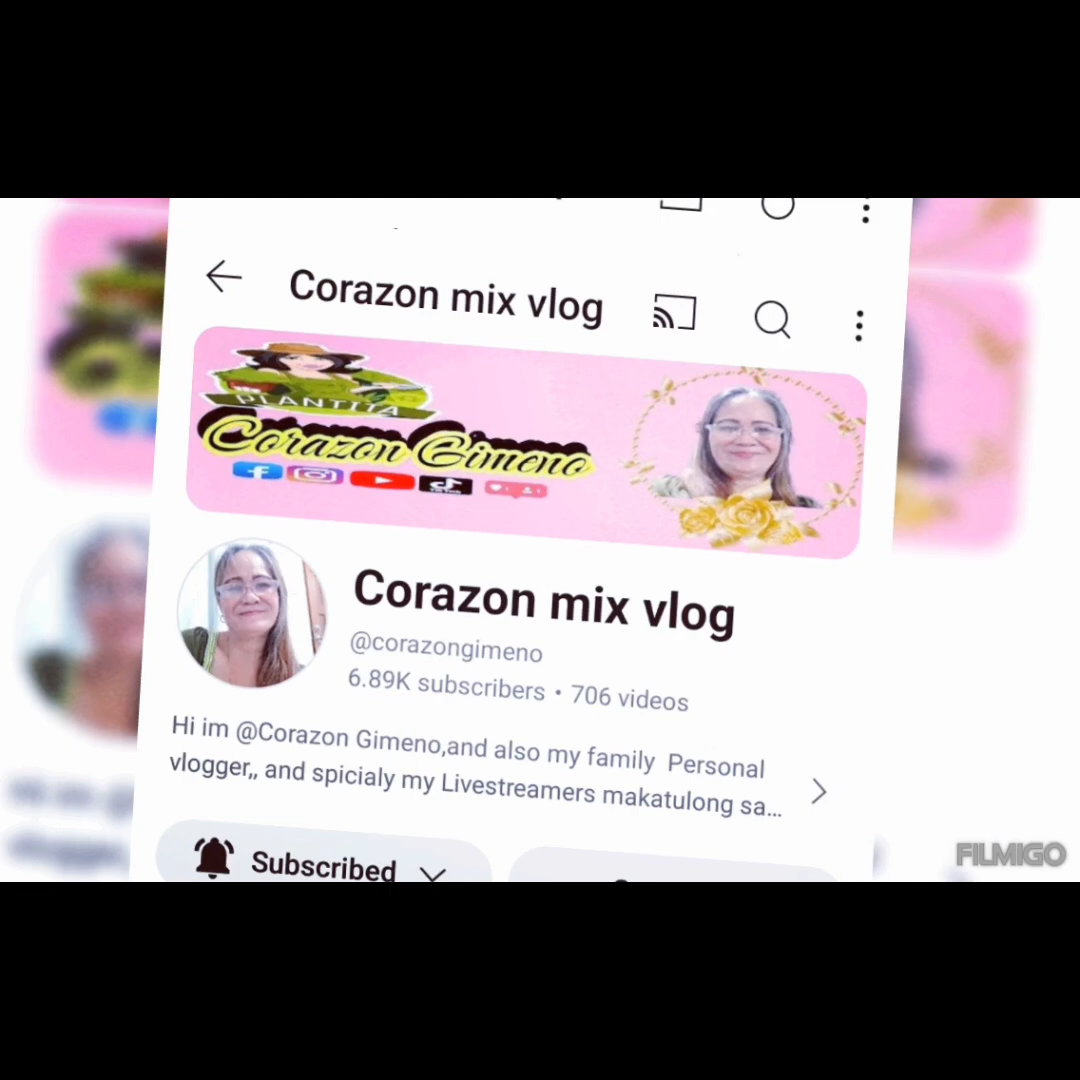 Corazon mix vlog
PLANTITA
Corazon Gimeno
Corazon mix vlog
@corazongimeno
6.89K subscribers • 706 videos
Hi im @Corazon Gimeno,and also my family Personal
vlogger,, and spicialy my Livestreamers makatulong sa...
Subscribed
FILMIGO